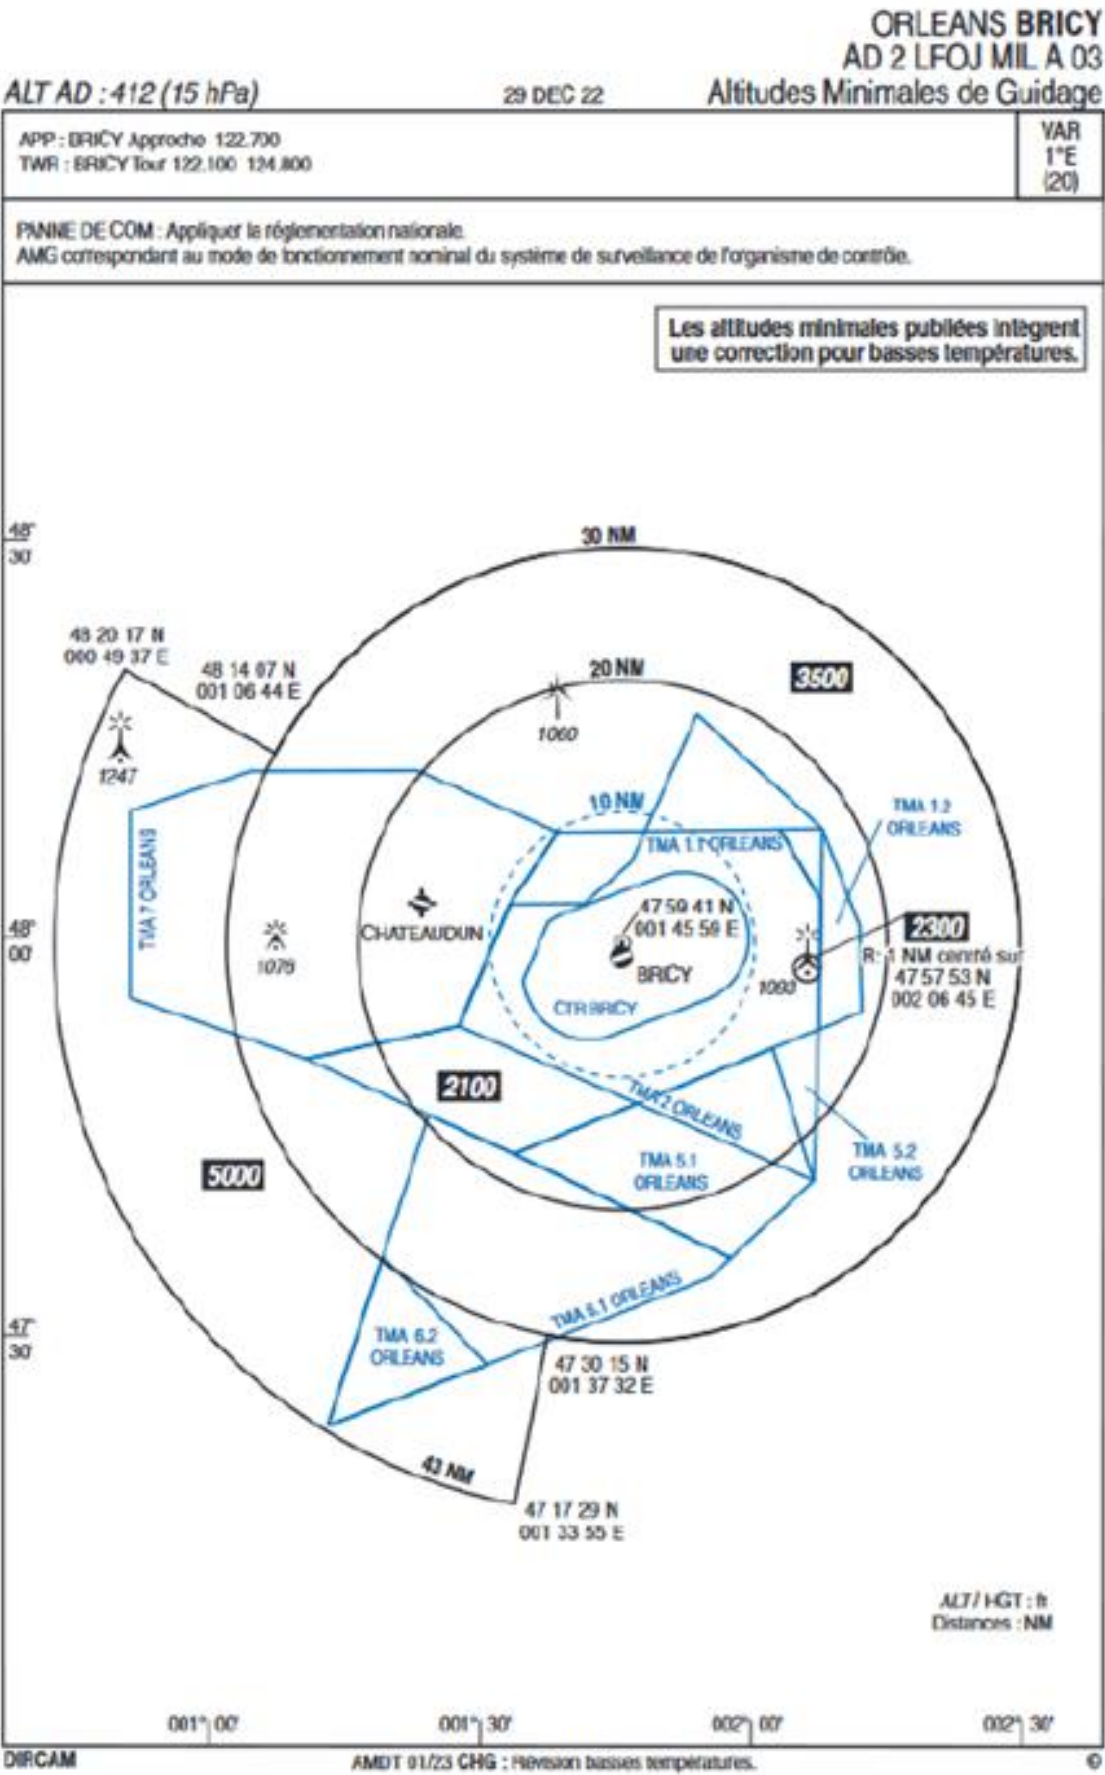 ORLEANS BRICY
AD 2 LFOJ MIL A 03
ALT AD : 412 (15 hPa)
29 DEC 22
Altitudes Minimales de Guidage
APP : BRICY Approche 122.700
TWR : BRICY Tour 122.100 124.800
VAR
1°E
(20)
PANNE DE COM : Appliquer la réglementation nationale.
AMG correspondant au mode de fonctionnement nominal du système de surveillance de l'organisme de contrôle.
Les altitudes minimales publiées intègrent
une correction pour basses températures.
48°
30'
30 NM
48 20 17 N
000 49 37 E
48 14 07 N
001 06 44 E
20 NM
3500
1060
1247
10 NM
TMA 1.2
ORLEANS
TMA 1.1 ORLEANS
TMA 7 ORLEANS
48°
00'
CHATEAUDUN
47 59 41 N
001 45 59 E
2300
R: 1 NM centré sur
47 57 53 N
002 06 45 E
1078
BRICY
1093
CTR BRICY
2100
TMA 2 ORLEANS
5000
TMA 5.1
ORLEANS
TMA 5.2
ORLEANS
TMA 6.1 ORLEANS
47°
30'
TMA 6.2
ORLEANS
47 30 15 N
001 37 32 E
43 NM
47 17 29 N
001 33 55 E
ALT / HGT : ft
Distances : NM
001° 00'
001° 30'
002° 00'
002° 30'
DIRCAM
AMDT 01/23 CHG : Révision basses températures.
©